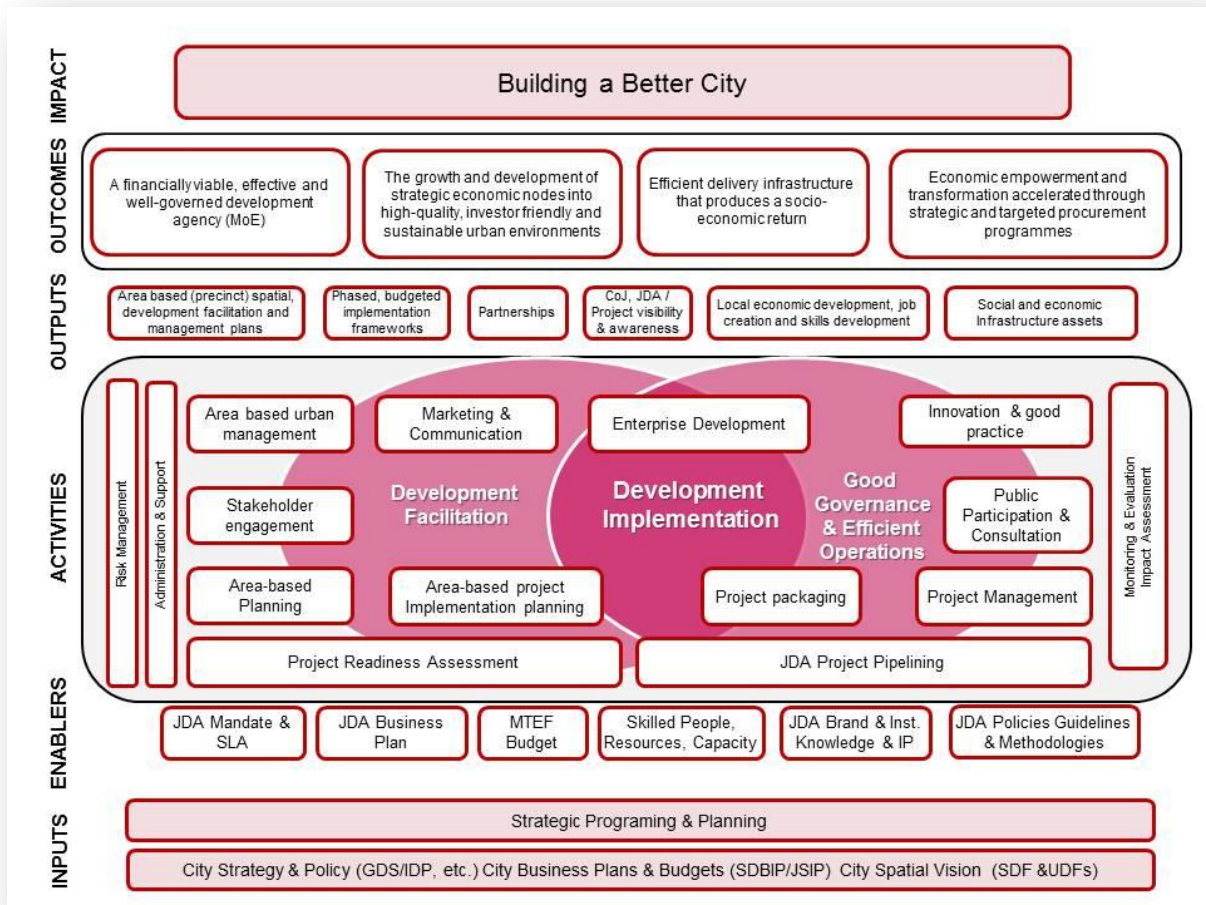 IMPACT
Building a Better City
OUTCOMES
A financially viable, effective and
well-governed development
agency (MoE)
The growth and development of
strategic economic nodes into
high-quality, investor friendly and
sustainable urban environments
Efficient delivery infrastructure
that produces a socio-
economic return
Economic empowerment and
transformation accelerated through
strategic and targeted procurement
programmes
OUTPUTS
Area based (precinct) spatial,
development facilitation and
management plans
Phased, budgeted
implementation
frameworks
Partnerships
CoJ, JDA /
Project visibility
& awareness
Local economic development, job
creation and skills development
Social and economic
Infrastructure assets
ACTIVITIES
Risk Management
Administration & Support
Area based urban
management
Marketing &
Communication
Enterprise Development
Innovation & good
practice
Stakeholder
engagement
Development
Facilitation
Development
Implementation
Good
Governance
& Efficient
Operations
Public
Participation &
Consultation
Area-based
Planning
Area-based project
Implementation planning
Project packaging
Project Management
Project Readiness Assessment
JDA Project Pipelining
Monitoring & Evaluation
Impact Assessment
ENABLERS
JDA Mandate &
SLA
JDA Business
Plan
MTEF
Budget
Skilled People,
Resources, Capacity
JDA Brand & Inst.
Knowledge & IP
JDA Policies Guidelines
& Methodologies
INPUTS
Strategic Programing & Planning
City Strategy & Policy (GDS/IDP, etc.) City Business Plans & Budgets (SDBIP/JSIP) City Spatial Vision (SDF &UDFs)